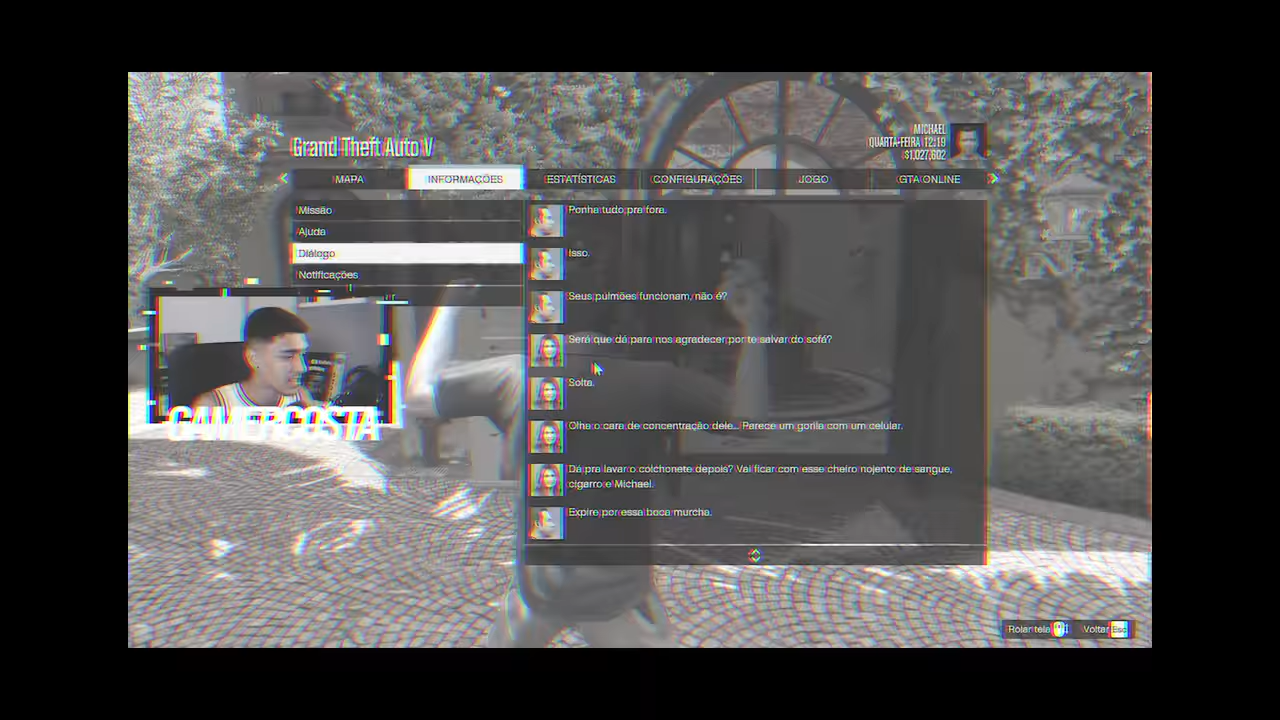 Grand Theft Auto V
MICHAEL
QUARTA-FEIRA 12:19
$1,027,602
MAPA
INFORMAÇÕES
ESTATÍSTICAS
CONFIGURAÇÕES
JOGO
GTA ONLINE
Missão
Ajuda
Diálogo
Notificações
Ponha tudo pra fora.
Isso.
Seus pulmões funcionam, não é?
Será que dá para nos agradecer por te salvar do sofá?
Solta.
Olha o cara de concentração dele... Parece um gorila com um celular.
Dá pra lavar o colchonete depois? Vai ficar com esse cheiro nojento de sangue,
cigarro e Michael.
Expire por essa boca murcha.
GAMERCOSTA
Rolar tela
Voltar Esc